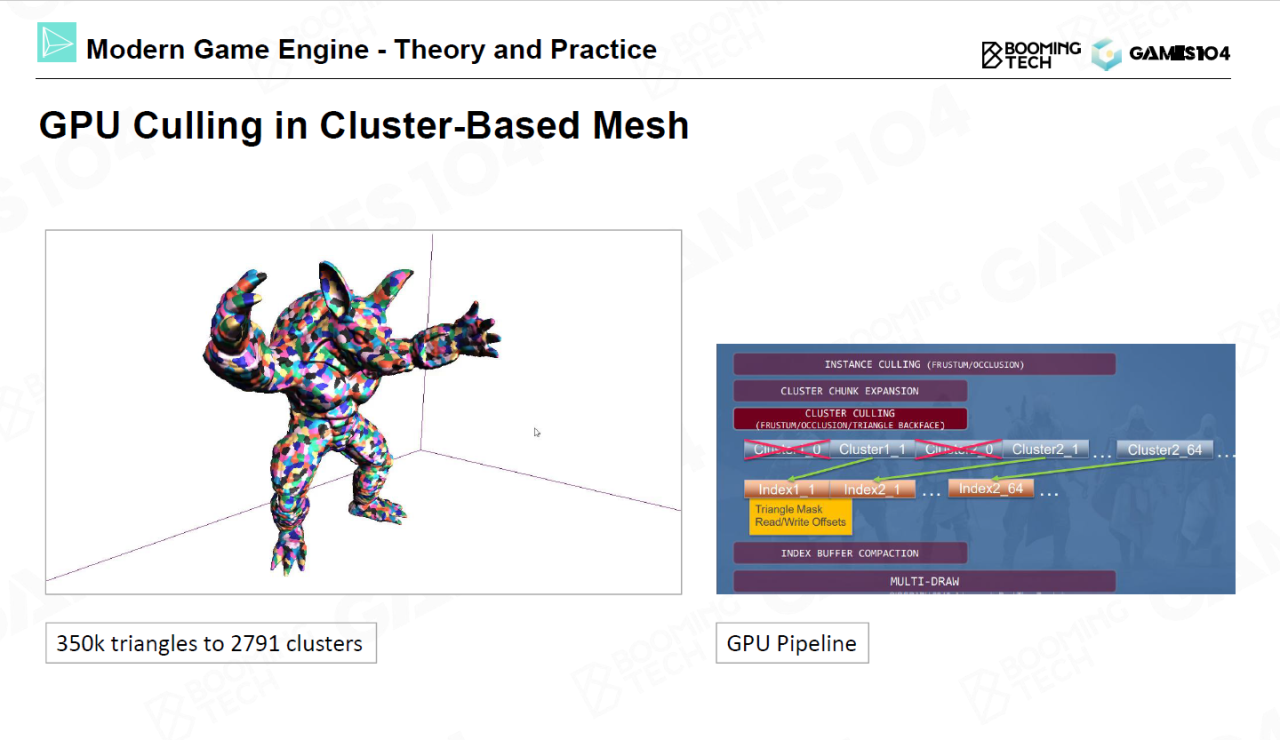 Modern Game Engine - Theory and Practice
BOOMING
TECH
GAMES104
GPU Culling in Cluster-Based Mesh
INSTANCE CULLING (FRUSTUM/OCCLUSION)
CLUSTER CHUNK EXPANSION
CLUSTER CULLING
(FRUSTUM/OCCLUSION/TRIANGLE BACKFACE)
Cluster1_0 Cluster1_1 Cluster2_0 Cluster2_1 ... Cluster2_64 ...
Index1_1 Index2_1 ... Index2_64 ...
Triangle Mask
Read/Write Offsets
INDEX BUFFER COMPACTION
MULTI-DRAW
350k triangles to 2791 clusters
GPU Pipeline